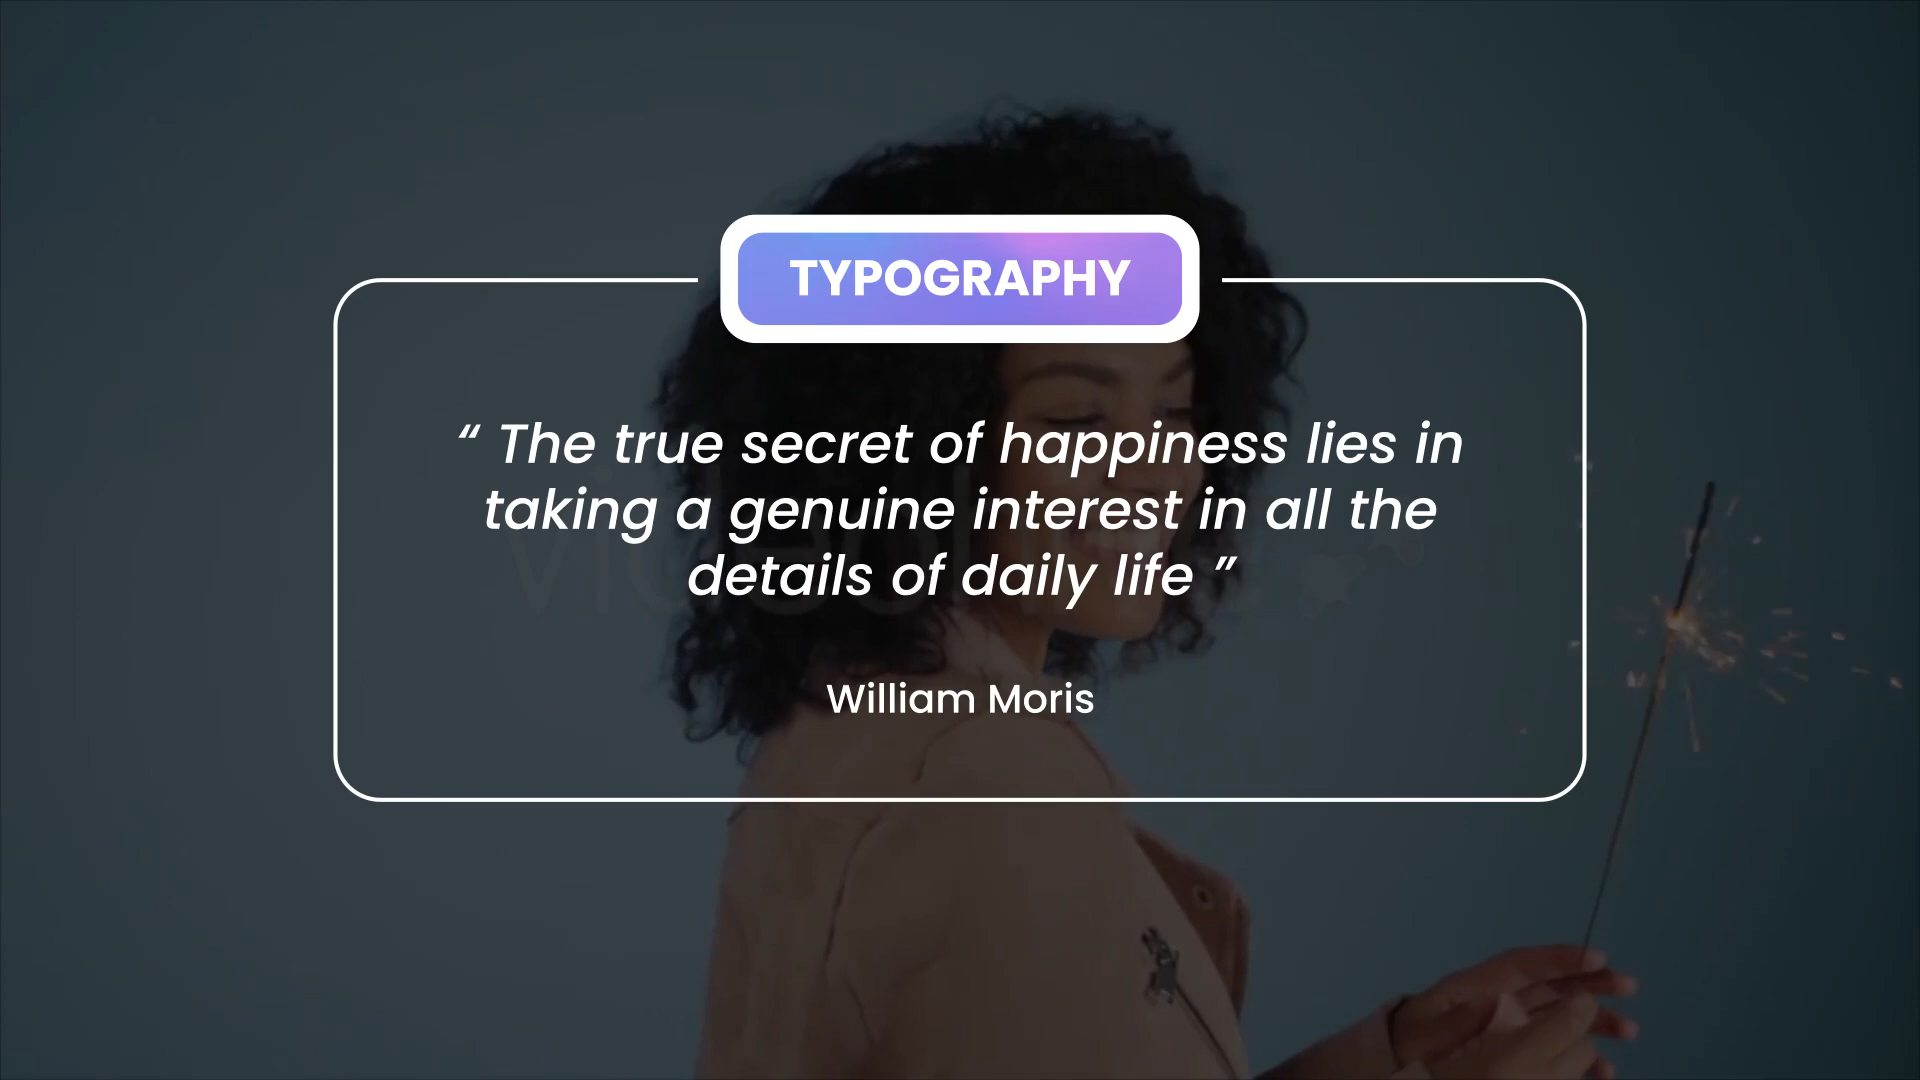 TYPOGRAPHY
“ The true secret of happiness lies in
taking a genuine interest in all the
details of daily life ”
William Moris